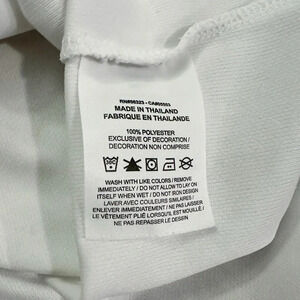 RN#56323 - CA#05553
MADE IN THAILAND
FABRIQUE EN THAILANDE
100% POLYESTER
EXCLUSIVE OF DECORATION /
DECORATION NON COMPRISE
WASH WITH LIKE COLORS / REMOVE
IMMEDIATELY / DO NOT ALLOW TO LAY ON
ITSELF WHEN WET / DO NOT IRON DESIGN
LAVER AVEC COULEURS SIMILAIRES /
ENLEVER IMMÉDIATEMENT / NE PAS LAISSER
LE VÊTEMENT PLIÉ LORSQU'IL EST MOUILLÉ /
NE PAS REPASSER LE DESSIN